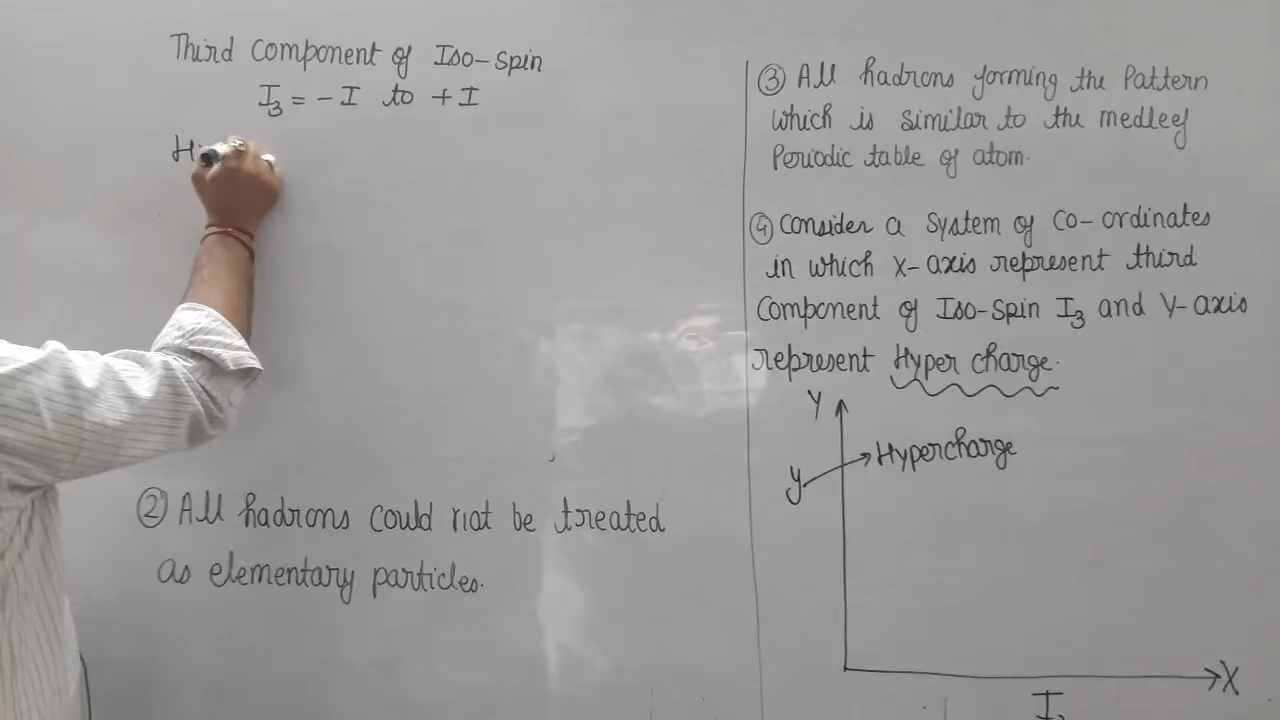 Third Component of Iso-spin
I₃ = - I to + I
② All hadrons could not be treated
as elementary particles.
③ All hadrons forming the Pattern
which is similar to the medleef
Periodic table of atom.
④ Consider a System of Co-ordinates
in which X-axis represent third
Component of Iso-spin I₃ and Y-axis
represent Hyper charge.
Y
y → Hypercharge
X